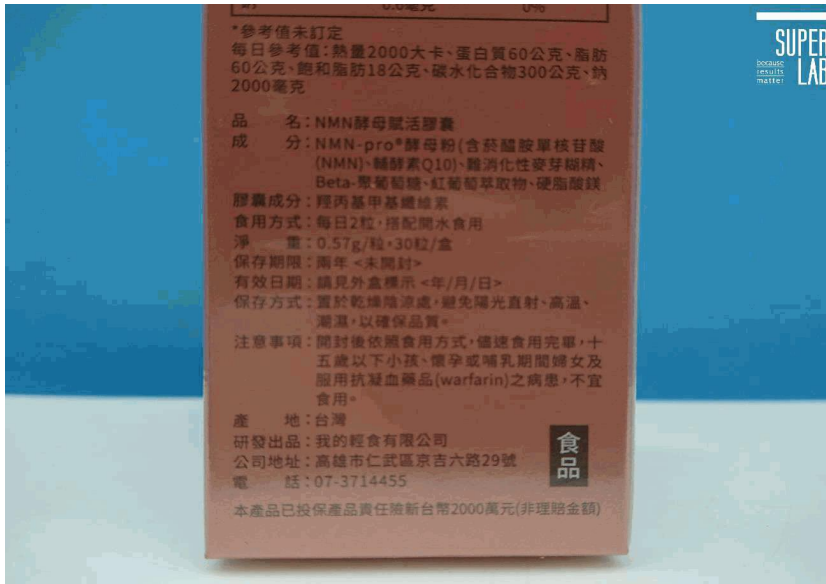 0.0毫克 0%
*參考值未訂定
每日參考值：熱量2000大卡、蛋白質60公克、脂肪
60公克、飽和脂肪18公克、碳水化合物300公克、鈉
2000毫克
品　　名：NMN酵母賦活膠囊
成　　分：NMN-pro®酵母粉(含菸醯胺單核苷酸
(NMN)、輔酵素Q10)、難消化性麥芽糊精、
Beta-聚葡萄糖、紅葡萄萃取物、硬脂酸鎂
膠囊成分：羥丙基甲基纖維素
食用方式：每日2粒，搭配開水食用
淨　　重：0.57g/粒，30粒/盒
保存期限：兩年 <未開封>
有效日期：請見外盒標示 <年/月/日>
保存方式：置於乾燥陰涼處，避免陽光直射、高溫、
潮濕，以確保品質。
注意事項：開封後依照食用方式，儘速食用完畢，十
五歲以下小孩、懷孕或哺乳期間婦女及
服用抗凝血藥品(warfarin)之病患，不宜
食用。
產　　地：台灣
研發出品：我的輕食有限公司
公司地址：高雄市仁武區京吉六路29號
電　　話：07-3714455
食品
本產品已投保產品責任險新台幣2000萬元(非理賠金額)
SUPER
because
results
matter
LAB